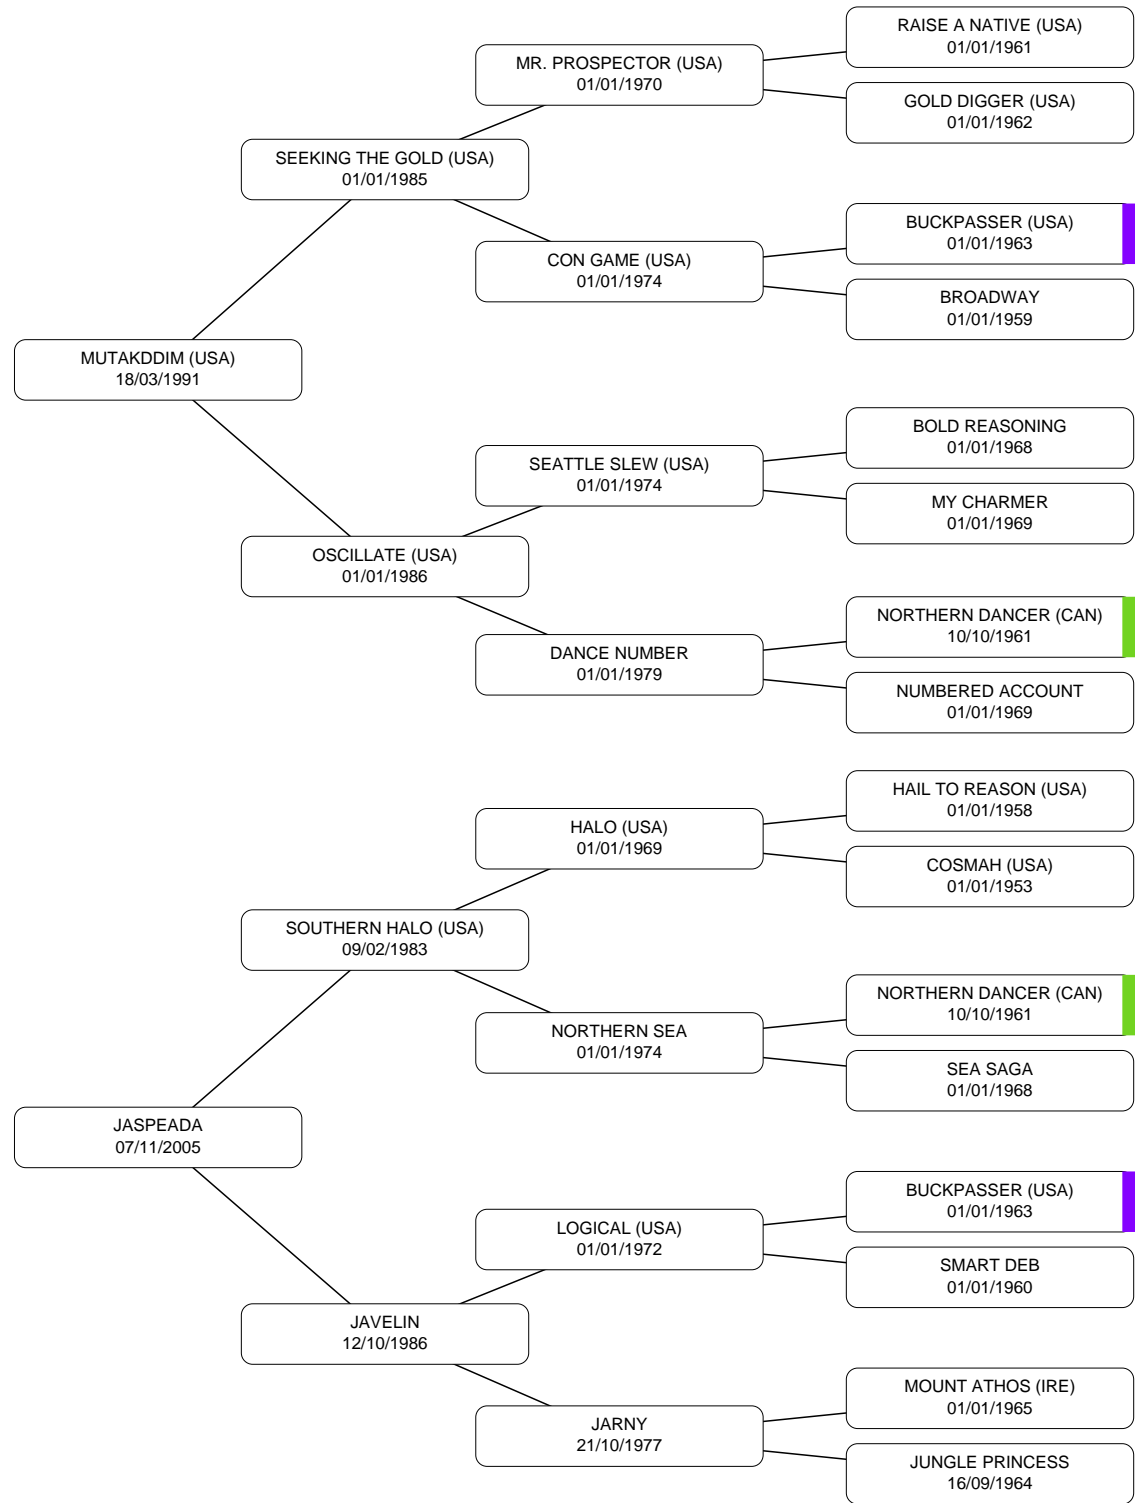 RAISE A NATIVE (USA)
01/01/1961
MR. PROSPECTOR (USA)
01/01/1970
GOLD DIGGER (USA)
01/01/1962
SEEKING THE GOLD (USA)
01/01/1985
BUCKPASSER (USA)
01/01/1963
CON GAME (USA)
01/01/1974
BROADWAY
01/01/1959
MUTAKDDIM (USA)
18/03/1991
BOLD REASONING
01/01/1968
SEATTLE SLEW (USA)
01/01/1974
MY CHARMER
01/01/1969
OSCILLATE (USA)
01/01/1986
NORTHERN DANCER (CAN)
10/10/1961
DANCE NUMBER
01/01/1979
NUMBERED ACCOUNT
01/01/1969
HAIL TO REASON (USA)
01/01/1958
HALO (USA)
01/01/1969
COSMAH (USA)
01/01/1953
SOUTHERN HALO (USA)
09/02/1983
NORTHERN DANCER (CAN)
10/10/1961
NORTHERN SEA
01/01/1974
SEA SAGA
01/01/1968
JASPEADA
07/11/2005
BUCKPASSER (USA)
01/01/1963
LOGICAL (USA)
01/01/1972
SMART DEB
01/01/1960
JAVELIN
12/10/1986
MOUNT ATHOS (IRE)
01/01/1965
JARNY
21/10/1977
JUNGLE PRINCESS
16/09/1964